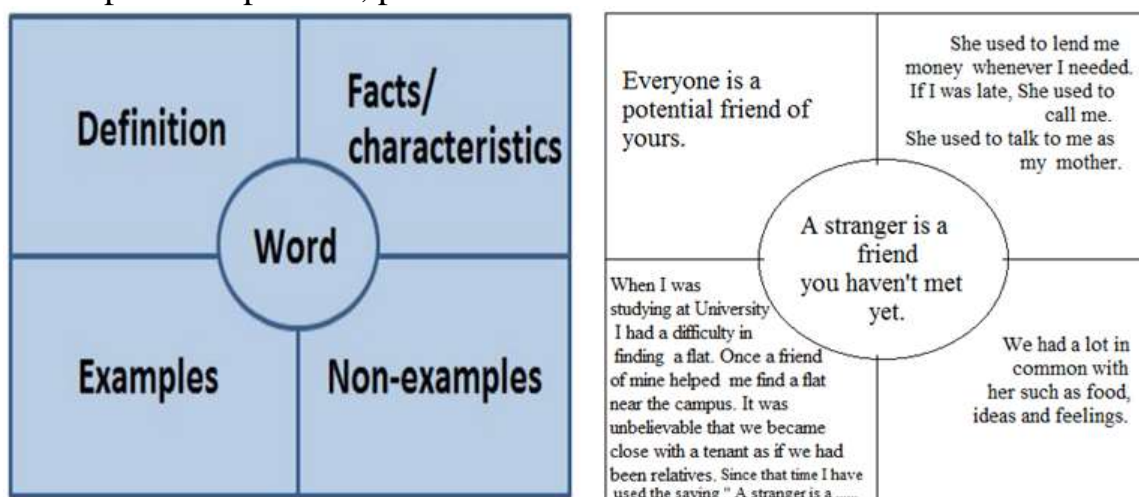 Definition
Facts/
characteristics
Word
Examples
Non-examples
Everyone is a
potential friend of
yours.
She used to lend me
money whenever I needed.
If I was late, She used to
call me.
She used to talk to me as
my mother.
A stranger is a
friend
you haven't met
yet.
When I was
studying at University
I had a difficulty in
finding a flat. Once a friend
of mine helped me find a flat
near the campus. It was
unbelievable that we became
close with a tenant as if we had
been relatives. Since that time I have
used the saying " A stranger is a .....
We had a lot in
common with
her such as food,
ideas and feelings.